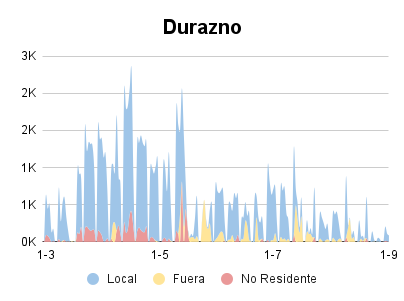 Durazno
3K
2K
2K
1K
1K
0K
1-3 1-5 1-7 1-9
Local Fuera No Residente